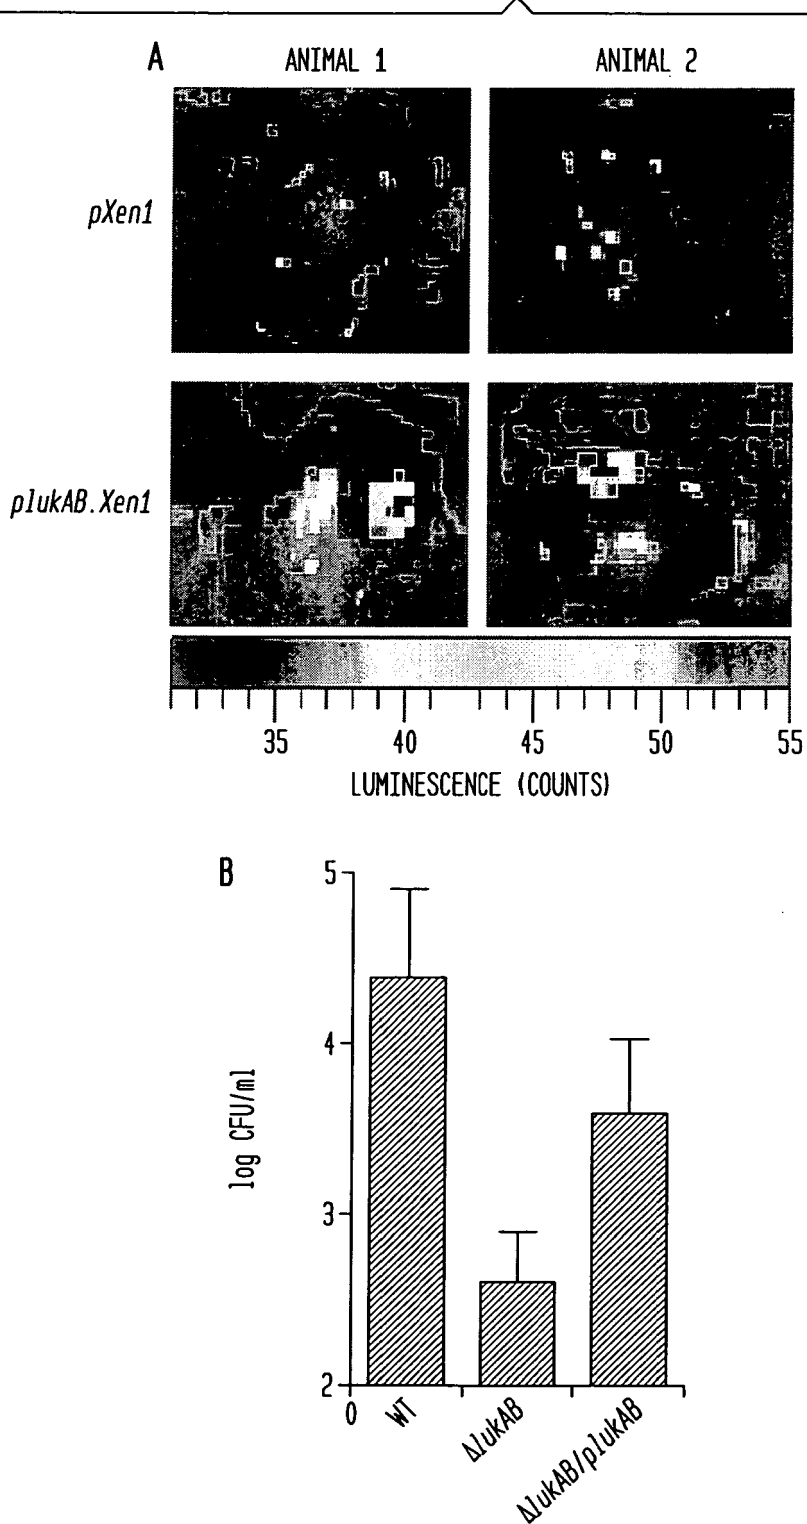 A
ANIMAL 1 ANIMAL 2
pXen1
plukAB.Xen1
35 40 45 50 55
LUMINESCENCE (COUNTS)
B
5
4
3
2
log CFU/ml
0
WT
ΔlukAB
ΔlukAB/plukAB